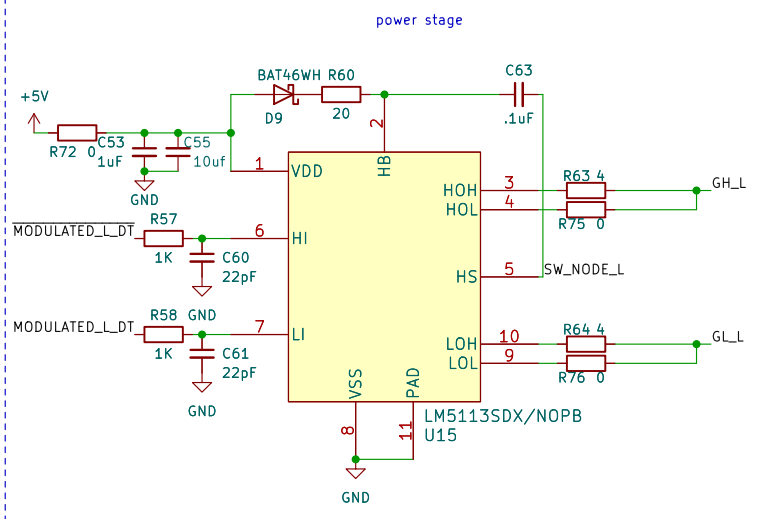 power stage
BAT46WH R60
C63
+5V
D9
20
.1uF
C53
C55
R72 0
1uF
10uf
2
1
VDD
HB
GND
R63 4
HOH
3
GH_L
R57
HOL
4
R75 0
MODULATED_L_DT
6
HI
1K
C60
22pF
HS
5
SW_NODE_L
GND
R58
MODULATED_L_DT
7
LI
R64 4
LOH
10
GL_L
1K
C61
22pF
LOL
9
R76 0
VSS
PAD
GND
LM5113SDX/NOPB
U15
8
11
GND